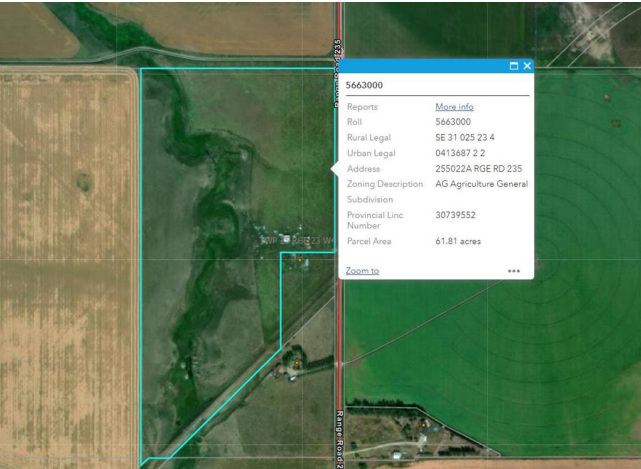 5663000
Reports More info
Roll 5663000
Rural Legal SE 31 025 23 4
Urban Legal 0413687 2 2
Address 255022A RGE RD 235
Zoning Description AG Agriculture General
Subdivision
Provincial Linc Number 30739552
Parcel Area 61.81 acres
Zoom to
Range Road 2